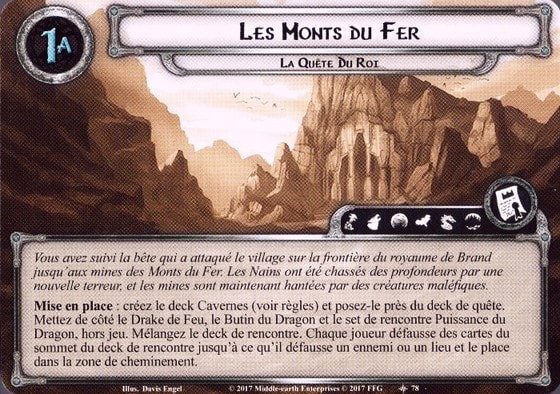 1A
Les Monts du Fer
La Quête Du Roi
Vous avez suivi la bête qui a attaqué le village sur la frontière du royaume de Brand
jusqu'aux mines des Monts du Fer. Les Nains ont été chassés des profondeurs par une
nouvelle terreur, et les mines sont maintenant hantées par des créatures maléfiques.
Mise en place : créez le deck Cavernes (voir règles) et posez-le près du deck de quête.
Mettez de côté le Drake de Feu, le Butin du Dragon et le set de rencontre Puissance du
Dragon, hors jeu. Mélangez le deck de rencontre. Chaque joueur défausse des cartes du
sommet du deck de rencontre jusqu'à ce qu'il défausse un ennemi ou un lieu et le place
dans la zone de cheminement.
Illus. Davis Engel © 2017 Middle-earth Enterprises © 2017 FFG 78